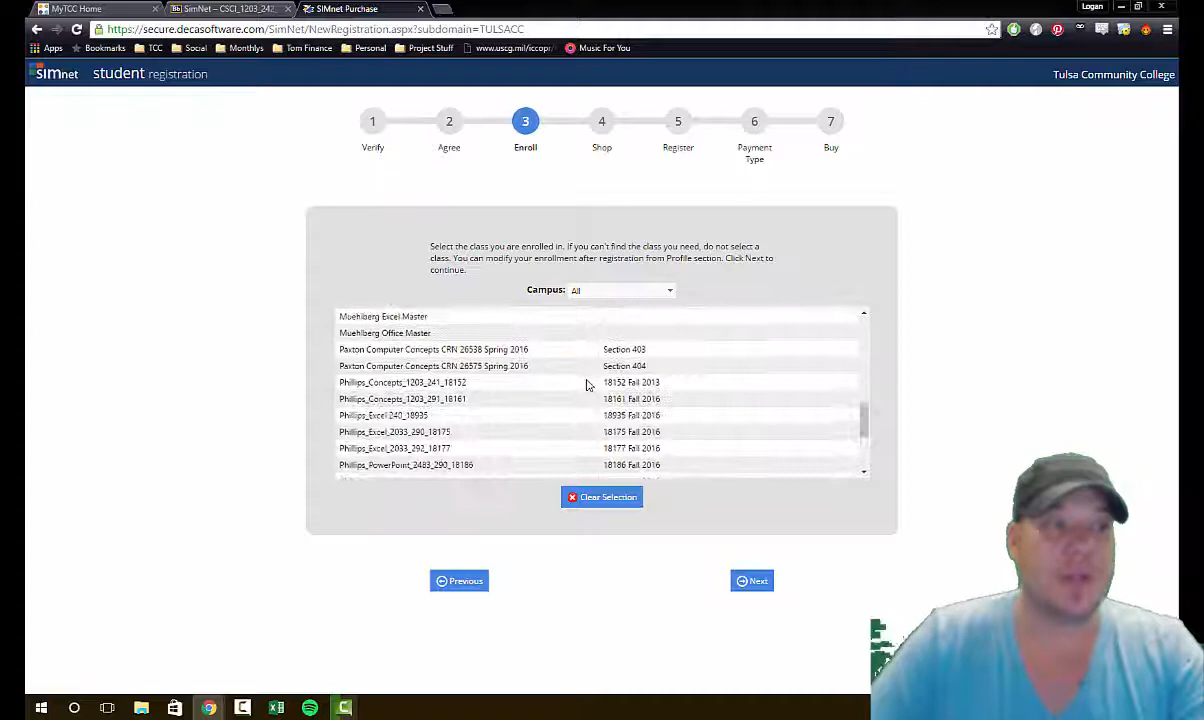 MyTCC Home
SimNet – CSCI_1203_242_
SIMnet Purchase
Logan
https://secure.decasoftware.com/SimNet/NewRegistration.aspx?subdomain=TULSACC
Apps Bookmarks TCC Social Monthlys Tom Finance Personal Project Stuff www.uscg.mil/iccopr Music For You
SIMnet student registration Tulsa Community College
1 2 3 4 5 6 7
Verify Agree Enroll Shop Register Payment Type Buy
Select the class you are enrolled in. If you can't find the class you need, do not select a
class. You can modify your enrollment after registration from Profile section. Click Next to
continue.
Campus: All
Muehlberg Excel Master
Muehlberg Office Master
Paxton Computer Concepts CRN 26538 Spring 2016 Section 403
Paxton Computer Concepts CRN 26575 Spring 2016 Section 404
Phillips_Concepts_1203_241_18152 18152 Fall 2013
Phillips_Concepts_1203_291_18161 18161 Fall 2016
Phillips_Excel 240_18935 18935 Fall 2016
Phillips_Excel_2033_290_18175 18175 Fall 2016
Phillips_Excel_2033_292_18177 18177 Fall 2016
Phillips_PowerPoint_2483_290_18186 18186 Fall 2016
Clear Selection
Previous Next